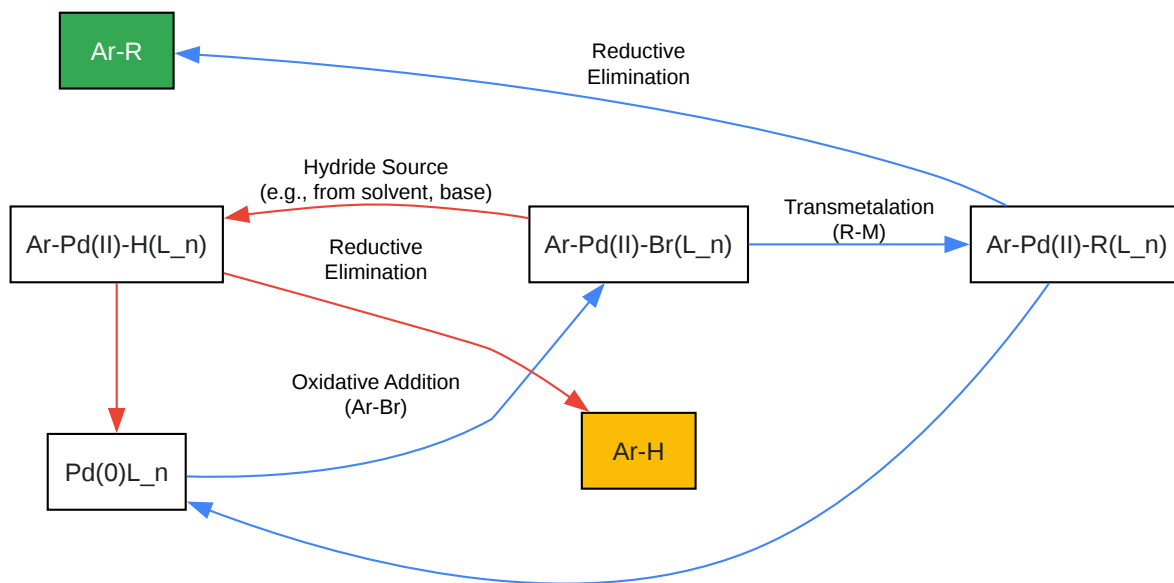 Ar-R
Reductive
Elimination
Hydride Source
(e.g., from solvent, base)
Transmetalation
(R-M)
Ar-Pd(II)-H(L_n)
Reductive
Elimination
Ar-Pd(II)-Br(L_n)
Ar-Pd(II)-R(L_n)
Oxidative Addition
(Ar-Br)
Ar-H
Pd(0)L_n